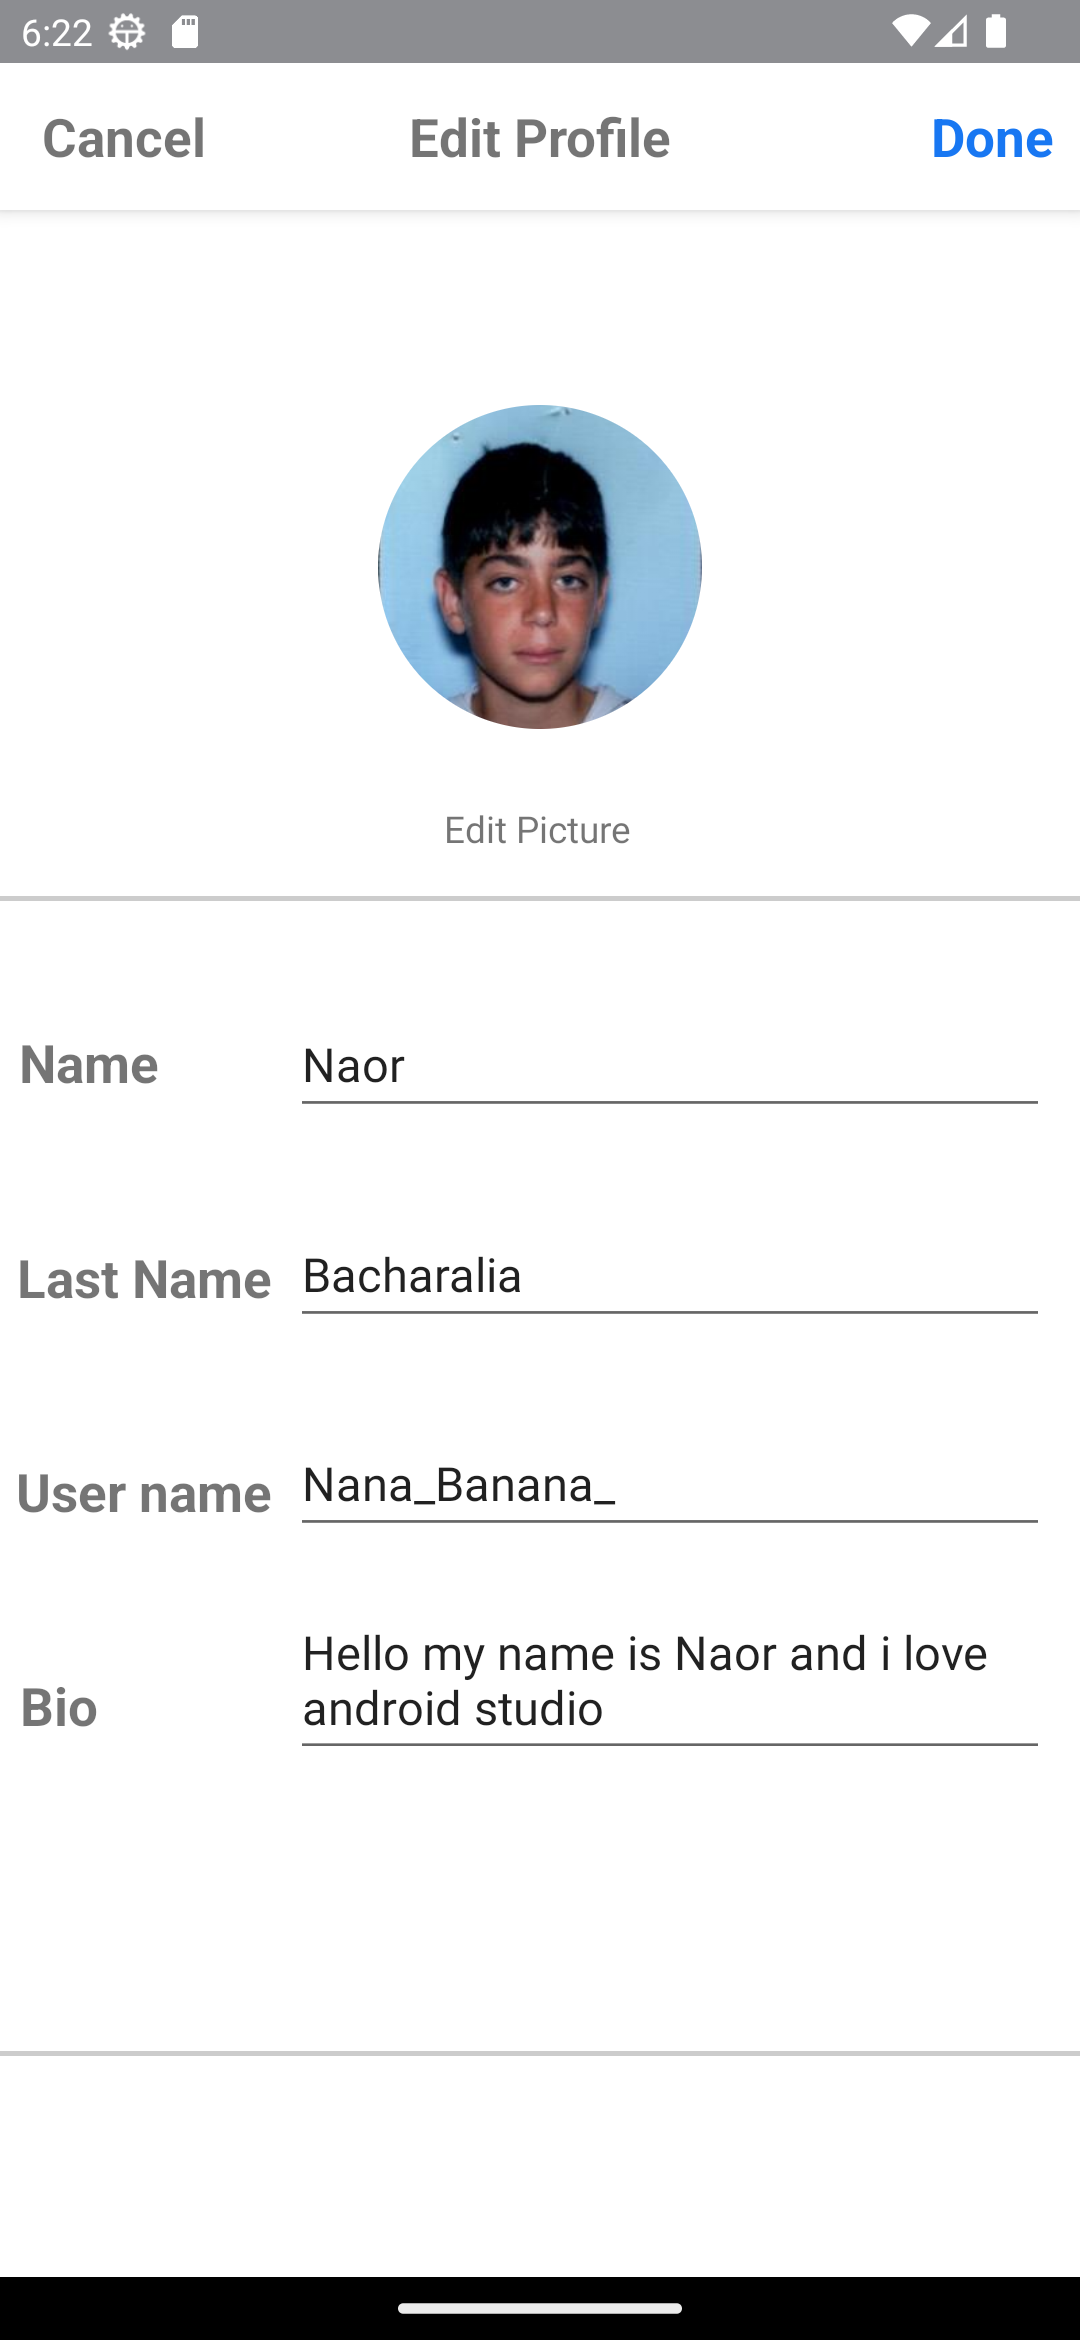 6:22
Cancel Edit Profile Done
Edit Picture
Name Naor
Last Name Bacharalia
User name Nana_Banana_
Hello my name is Naor and i love
Bio android studio